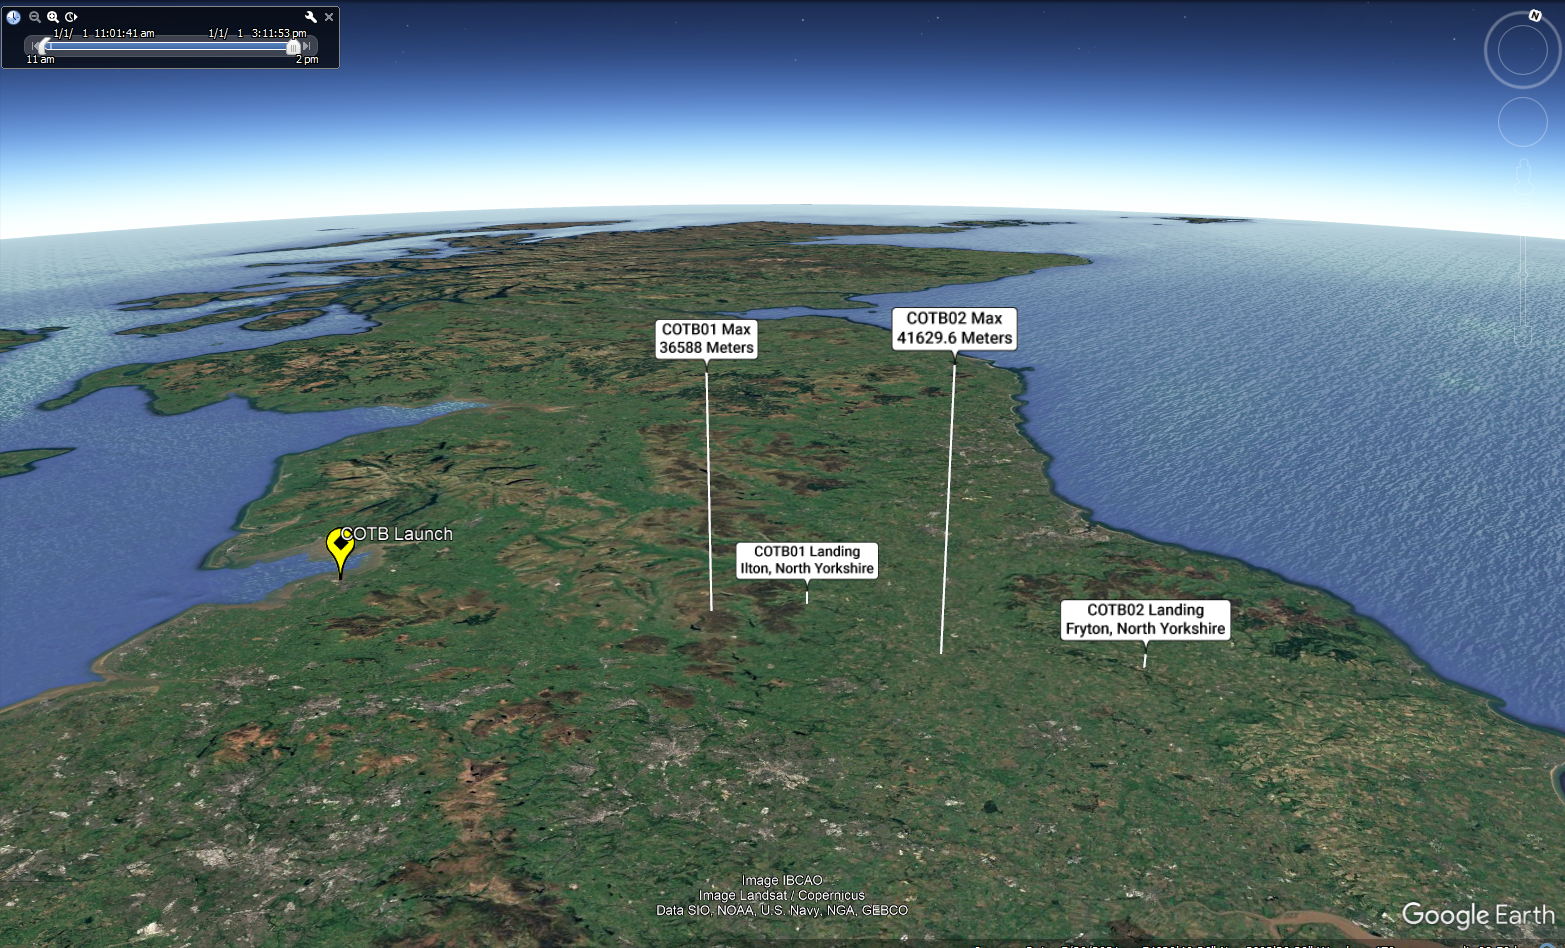 1/1/ 1 11:01:41 am
1/1/ 1 3:11:53 pm
11 am
2 pm
N
COTB01 Max
36588 Meters
COTB02 Max
41629.6 Meters
COTB Launch
COTB01 Landing
Ilton, North Yorkshire
COTB02 Landing
Fryton, North Yorkshire
Image IBCAO
Image Landsat / Copernicus
Data SIO, NOAA, U.S. Navy, NGA, GEBCO
Google Earth